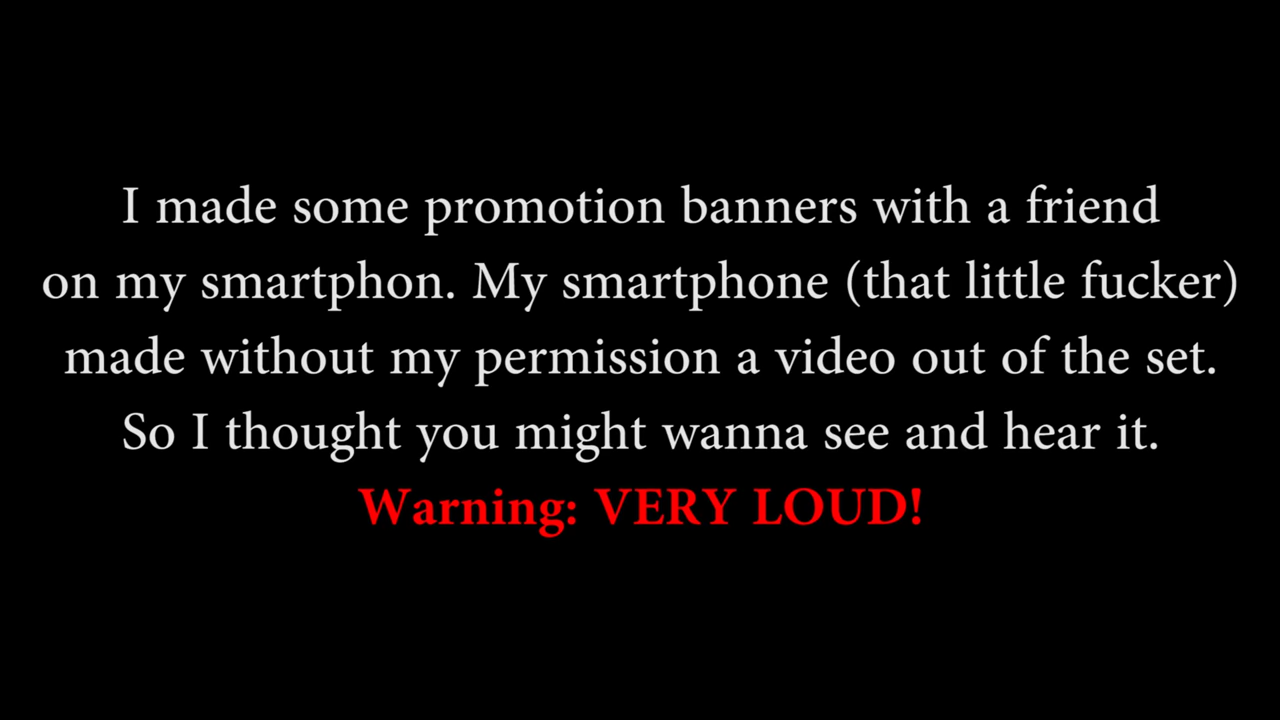 I made some promotion banners with a friend
on my smartphon. My smartphone (that little fucker)
made without my permission a video out of the set.
So I thought you might wanna see and hear it.
Warning: VERY LOUD!